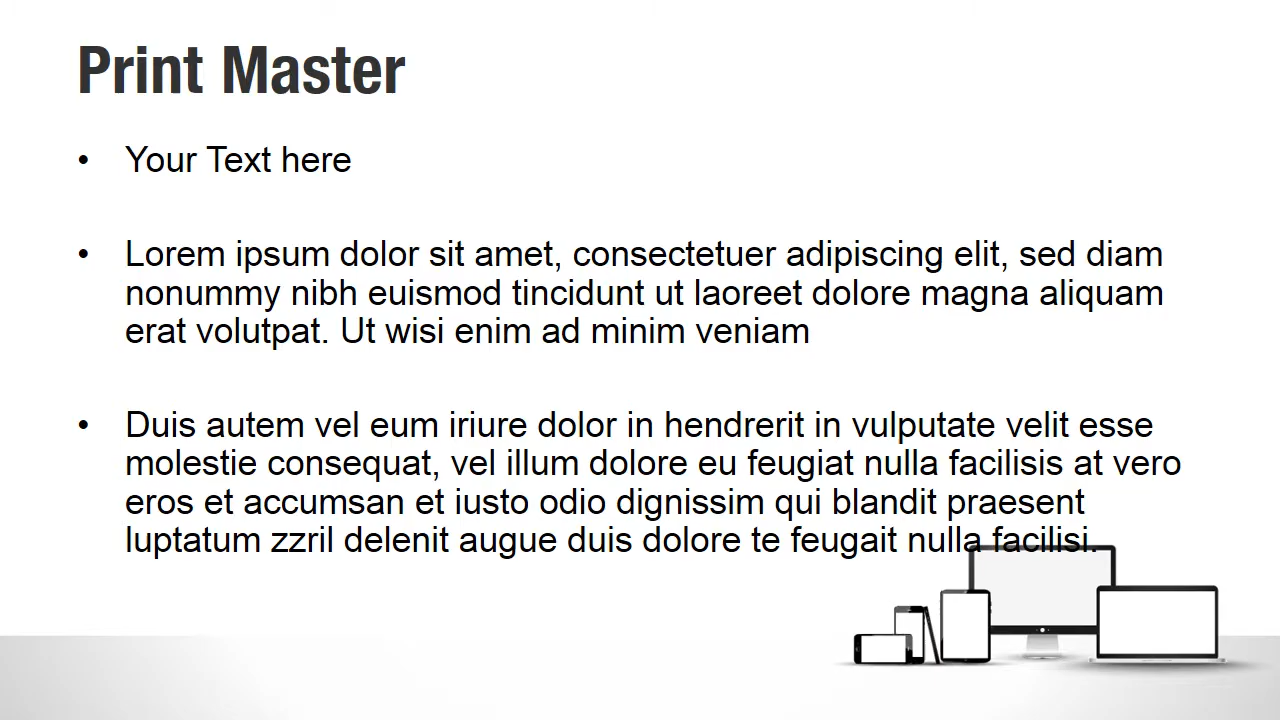 Print Master
• Your Text here
• Lorem ipsum dolor sit amet, consectetuer adipiscing elit, sed diam
nonummy nibh euismod tincidunt ut laoreet dolore magna aliquam
erat volutpat. Ut wisi enim ad minim veniam
• Duis autem vel eum iriure dolor in hendrerit in vulputate velit esse
molestie consequat, vel illum dolore eu feugiat nulla facilisis at vero
eros et accumsan et iusto odio dignissim qui blandit praesent
luptatum zzril delenit augue duis dolore te feugait nulla facilisi.